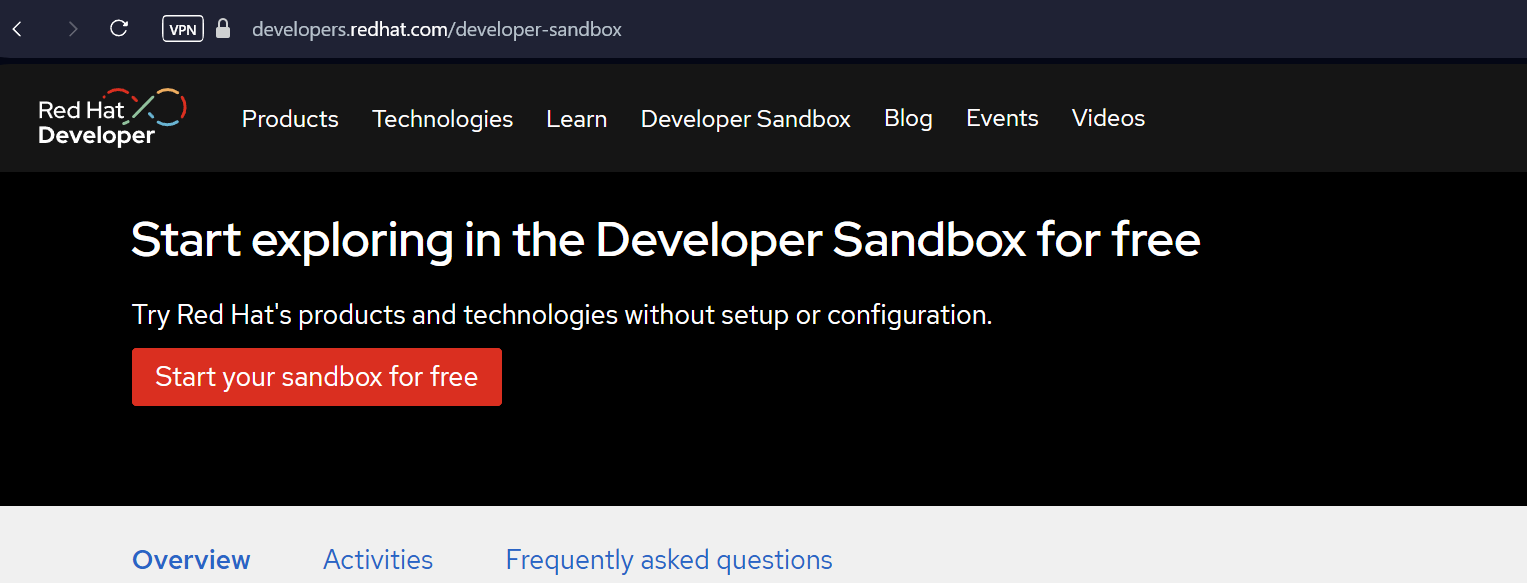 VPN developers.redhat.com/developer-sandbox
Red Hat
Developer
Products Technologies Learn Developer Sandbox Blog Events Videos
Start exploring in the Developer Sandbox for free
Try Red Hat's products and technologies without setup or configuration.
Start your sandbox for free
Overview Activities Frequently asked questions